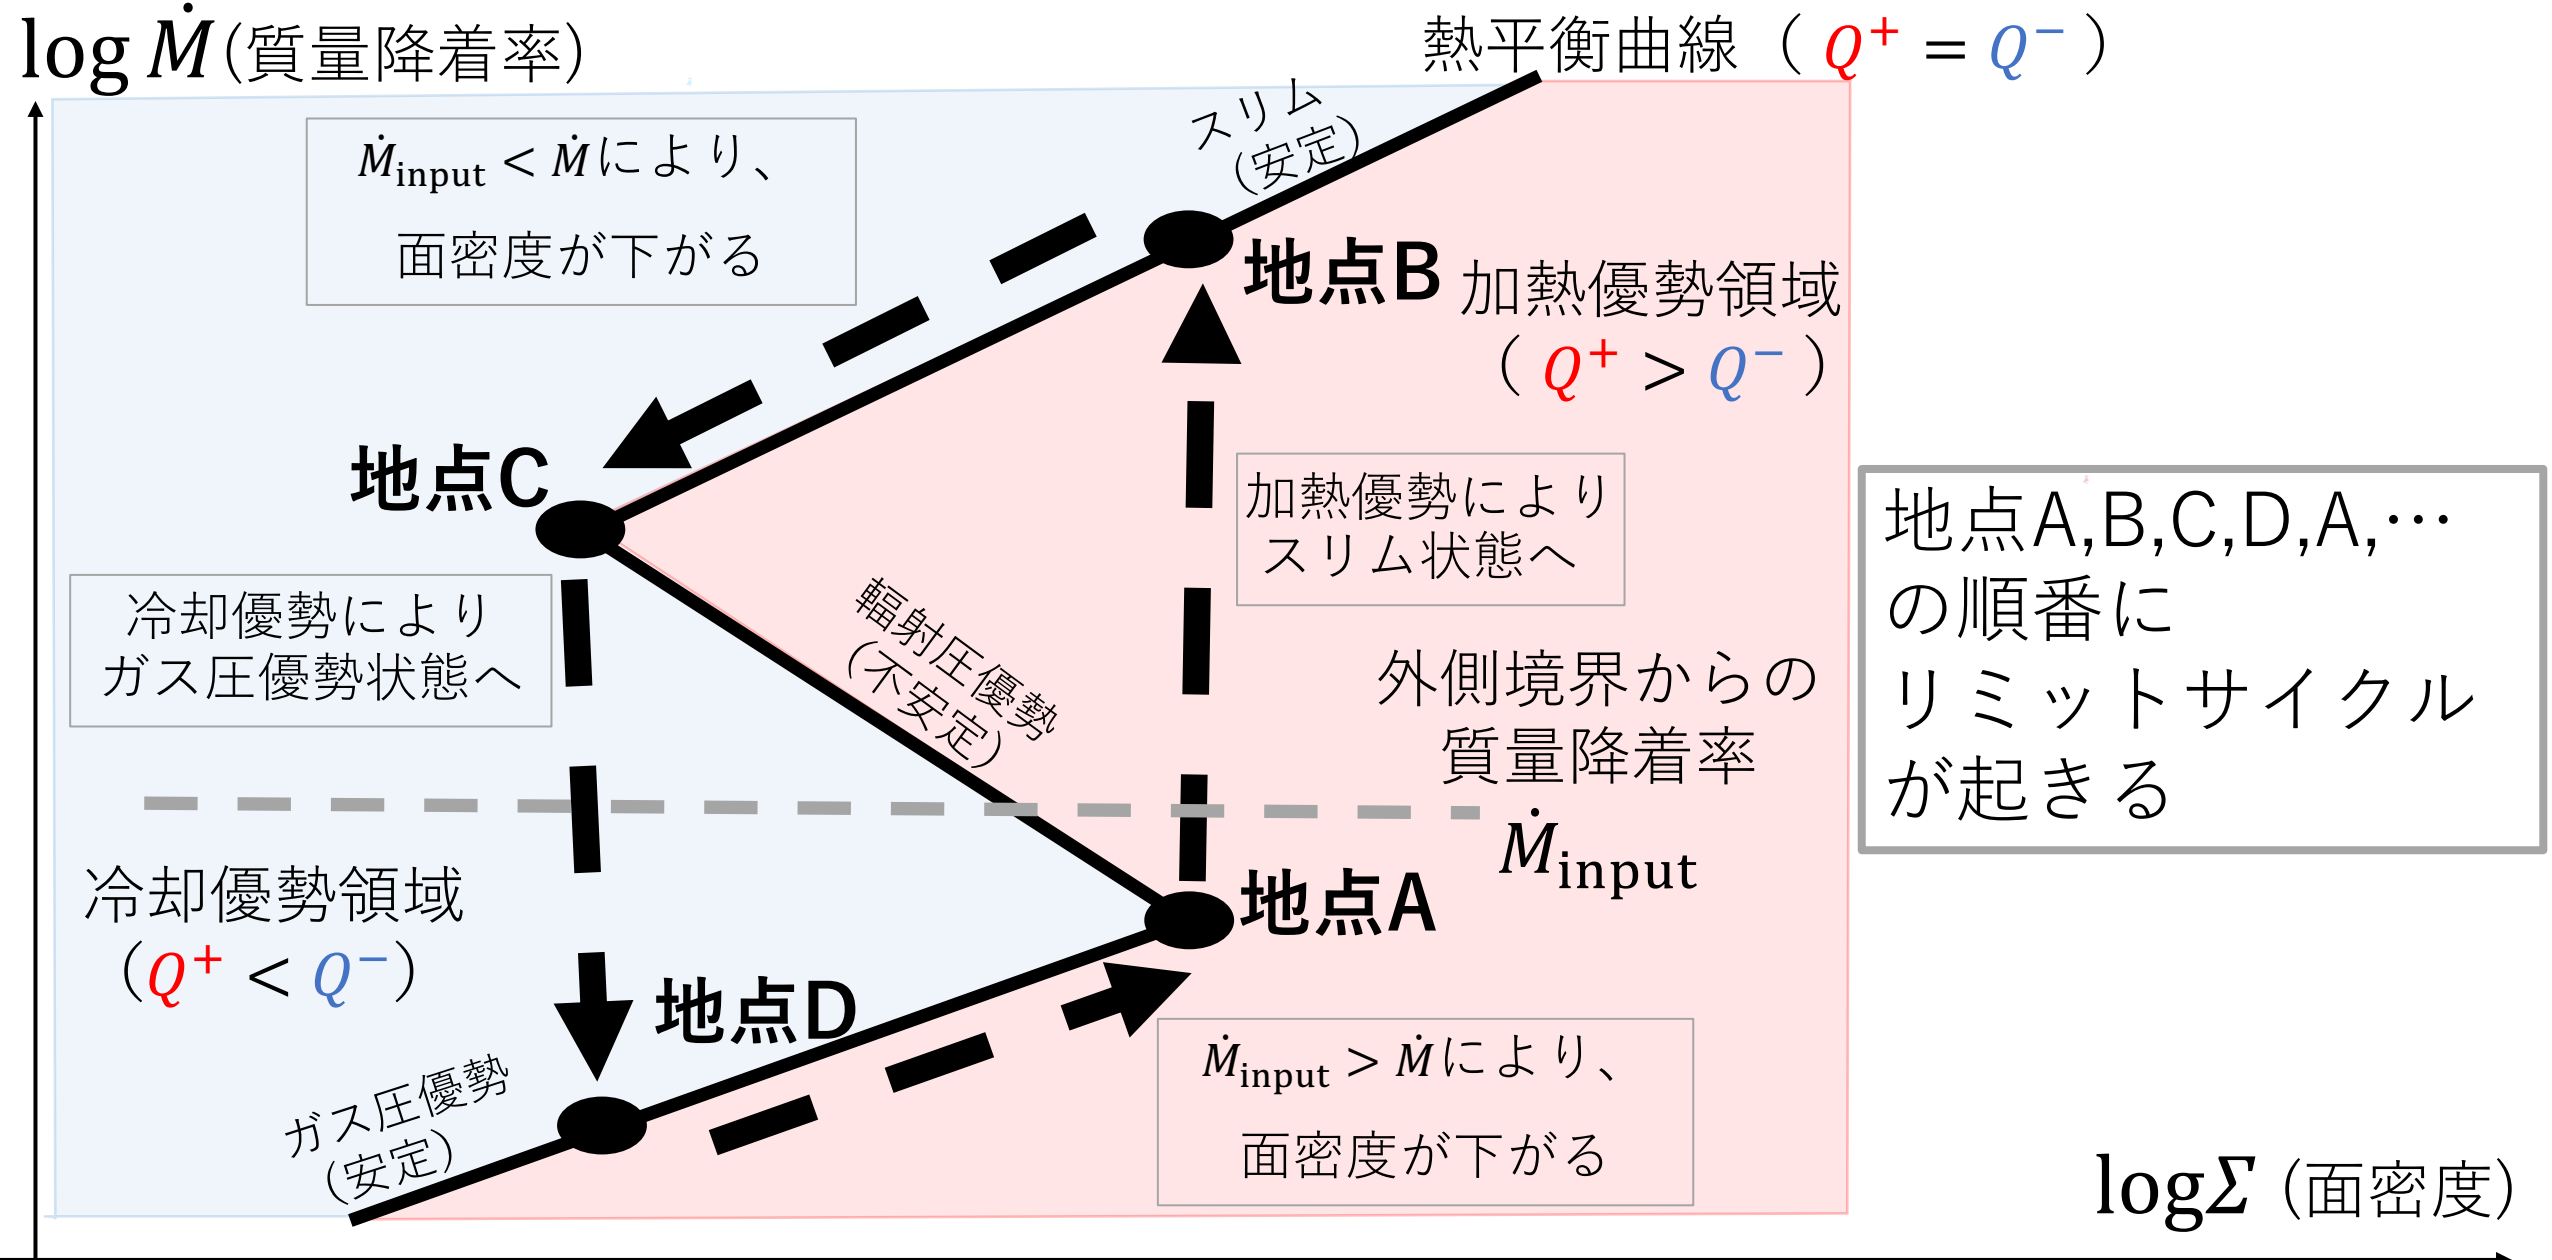 log Ṁ(質量降着率)
熱平衡曲線（ Q⁺ = Q⁻ ）
スリム
(安定)
Ṁinput < Ṁにより、
面密度が下がる
地点B
加熱優勢領域
（ Q⁺ > Q⁻ ）
地点C
加熱優勢により
スリム状態へ
地点A,B,C,D,A,…
の順番に
リミットサイクル
が起きる
冷却優勢により
ガス圧優勢状態へ
輻射圧優勢
(不安定)
外側境界からの
質量降着率
Ṁinput
冷却優勢領域
（Q⁺ < Q⁻）
地点A
地点D
ガス圧優勢
(安定)
Ṁinput > Ṁにより、
面密度が下がる
logΣ (面密度)